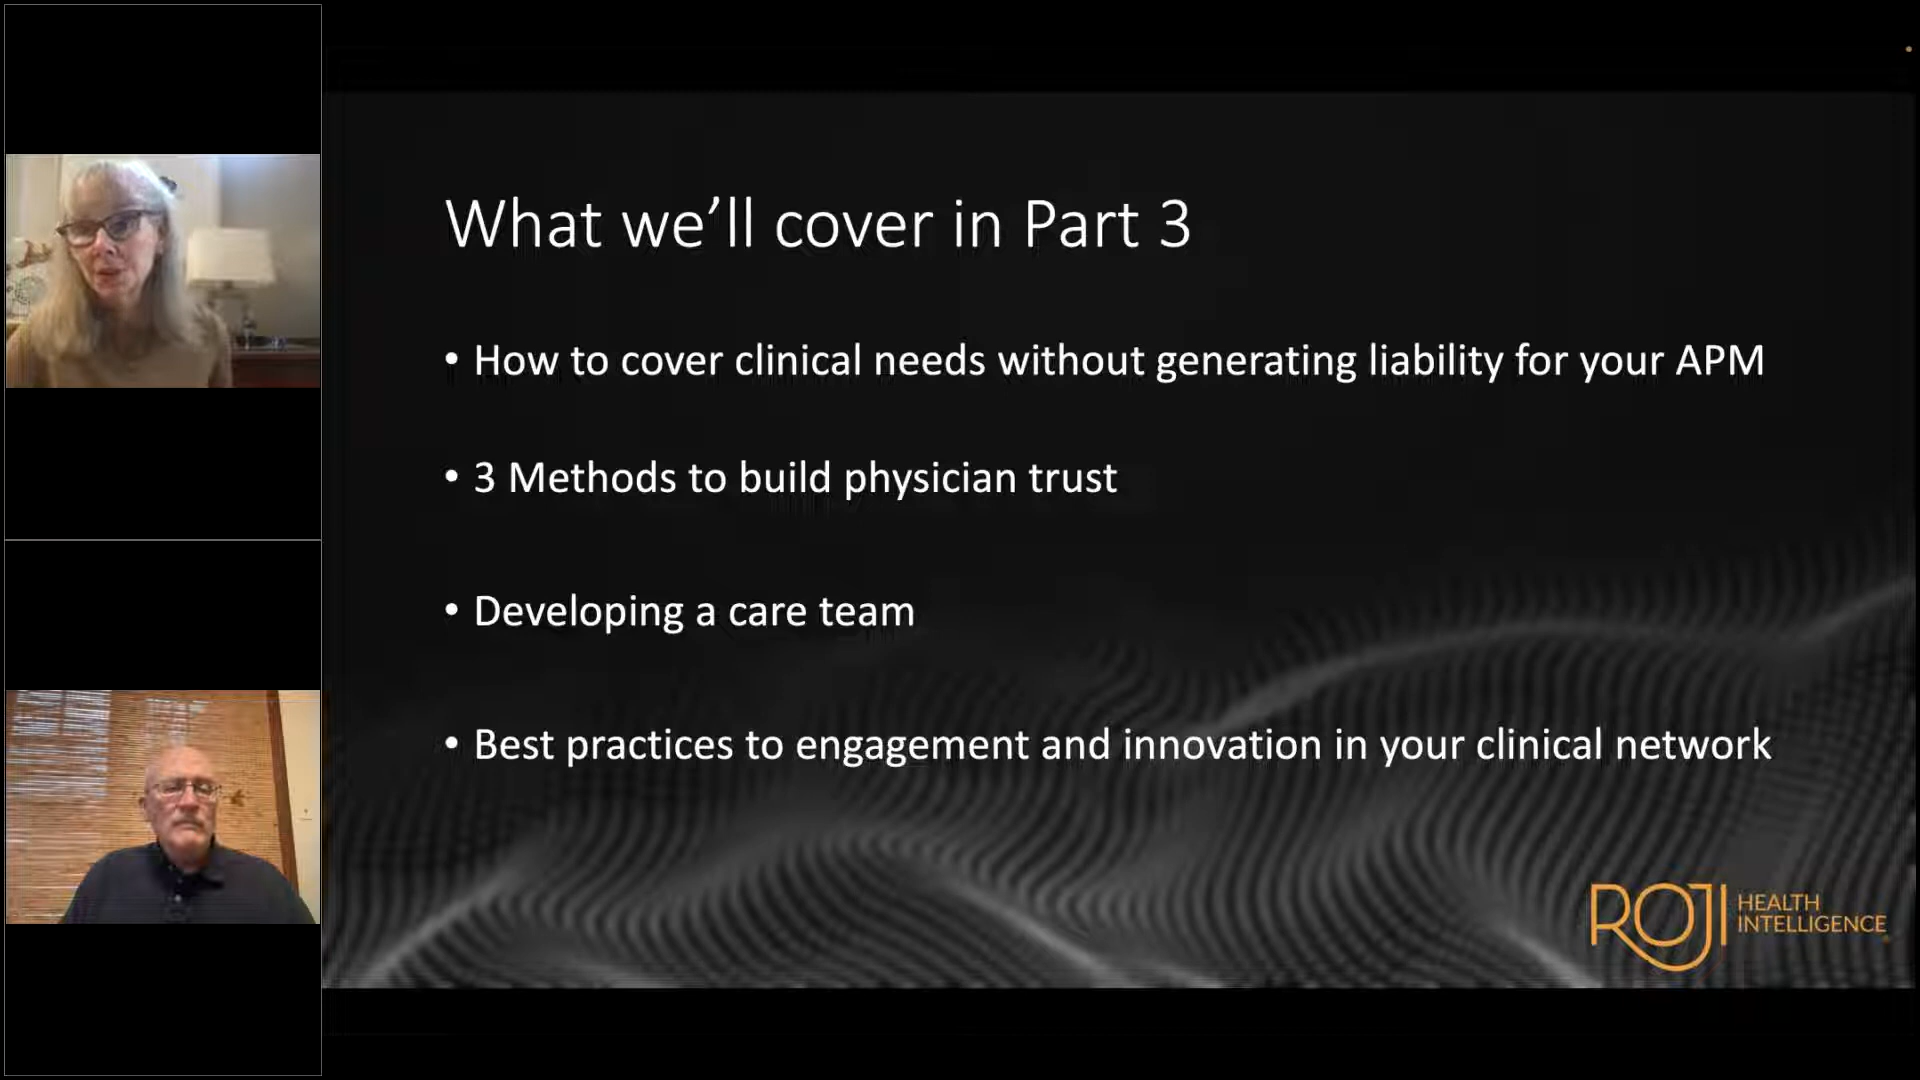 What we’ll cover in Part 3
• How to cover clinical needs without generating liability for your APM
• 3 Methods to build physician trust
• Developing a care team
• Best practices to engagement and innovation in your clinical network
ROJI HEALTH
INTELLIGENCE